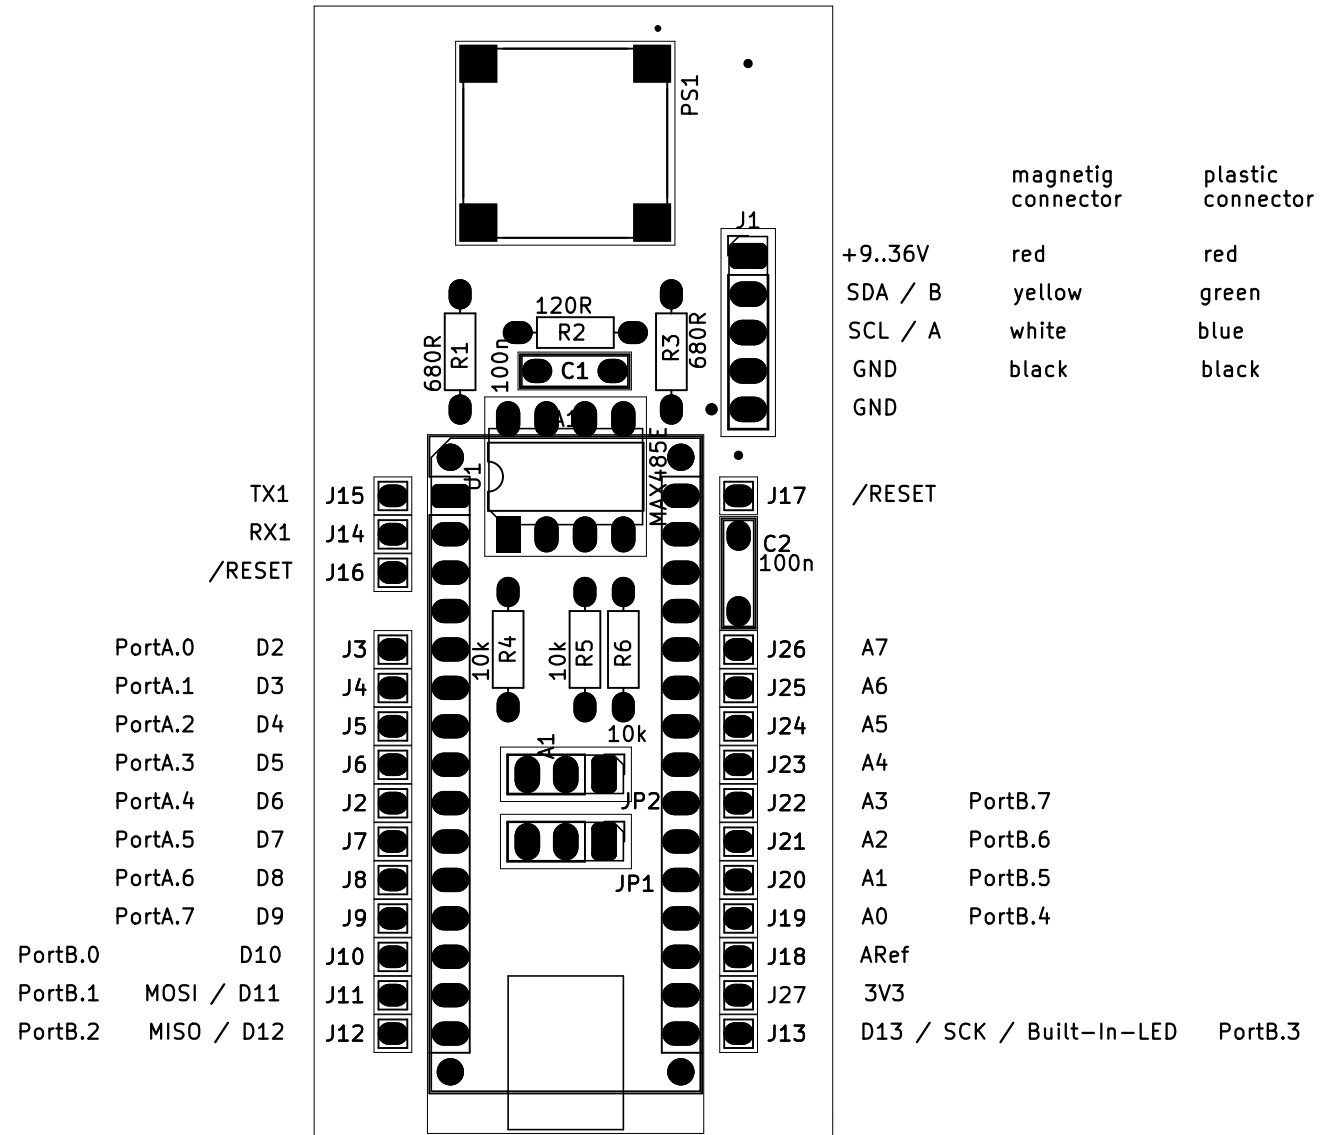 PS1
magnetig plastic
connector connector
J1
+9..36V red red
SDA / B yellow green
120R
SCL / A white blue
680R R1 R2 R3 680R
100n C1
GND black black
GND
A1
U1 MAX485E
TX1 J15 J17 /RESET
RX1 J14
C2
100n
/RESET J16
PortA.0 D2 J3 J26 A7
10k R4 10k R5 R6
PortA.1 D3 J4 J25 A6
PortA.2 D4 J5 J24 A5
10k
A1
PortA.3 D5 J6 J23 A4
JP2
PortA.4 D6 J2 J22 A3 PortB.7
PortA.5 D7 J7 J21 A2 PortB.6
PortA.6 D8 J8 J20 A1 PortB.5
JP1
PortA.7 D9 J9 J19 A0 PortB.4
PortB.0 D10 J10 J18 ARef
PortB.1 MOSI / D11 J11 J27 3V3
PortB.2 MISO / D12 J12 J13 D13 / SCK / Built-In-LED PortB.3